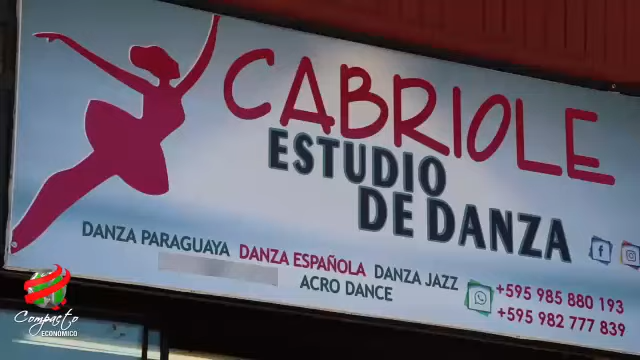 CABRIOLE
ESTUDIO
DE DANZA
DANZA PARAGUAYA DANZA ESPAÑOLA DANZA JAZZ
ACRO DANCE
+595 985 880 193
+595 982 777 839
Compacto
ECONÓMICO